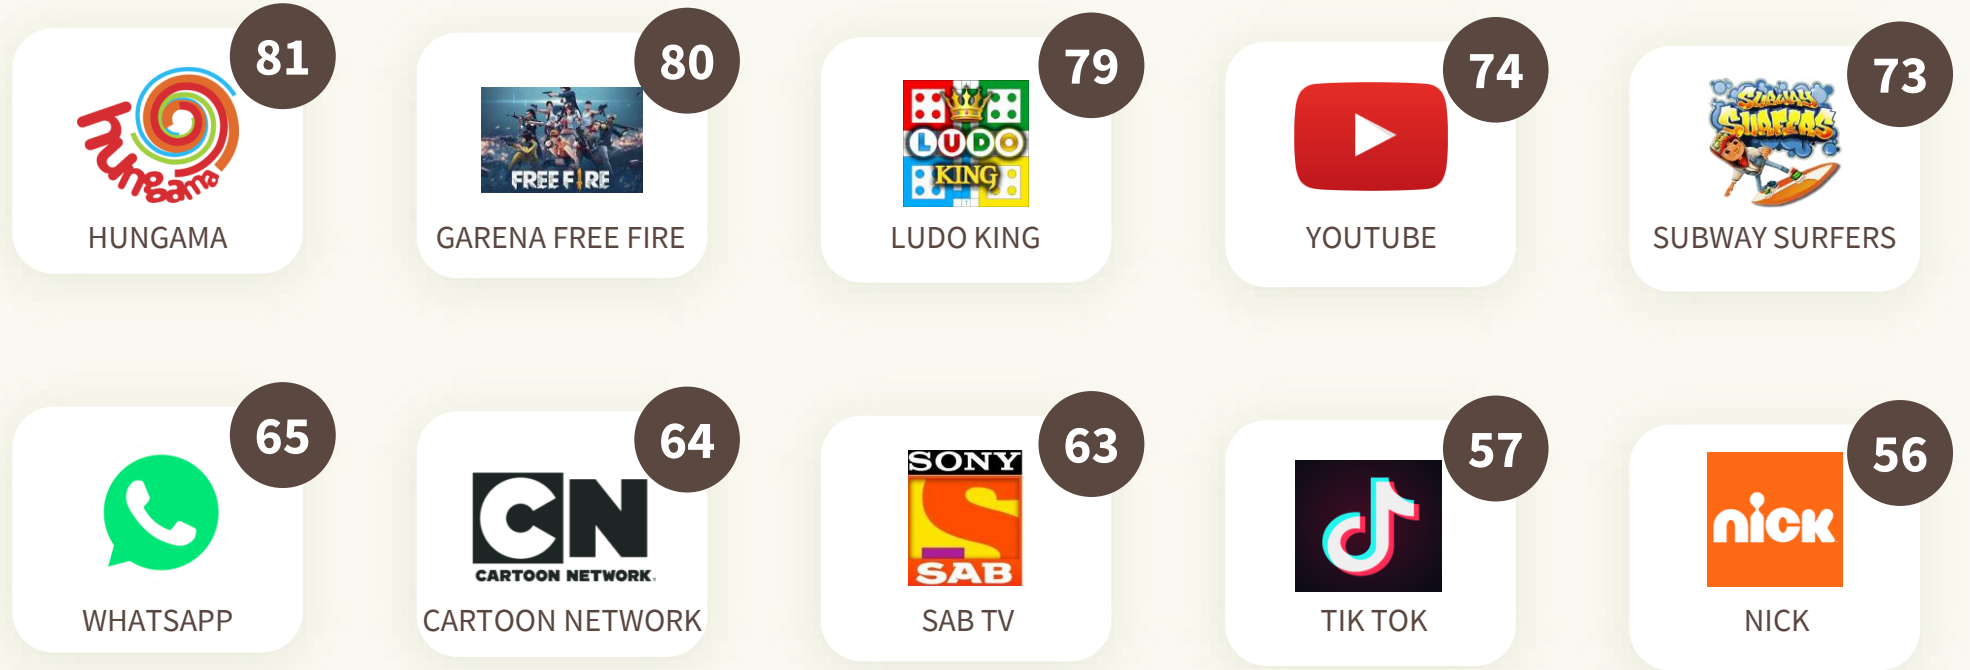 81
hungama
HUNGAMA
80
FREE FIRE
GARENA FREE FIRE
79
LUDO
KING
LUDO KING
74
YOUTUBE
73
SUBWAY
SURFERS
SUBWAY SURFERS
65
WHATSAPP
64
CN
CARTOON NETWORK.
CARTOON NETWORK
63
SONY
SAB
SAB TV
57
TIK TOK
56
nick
NICK